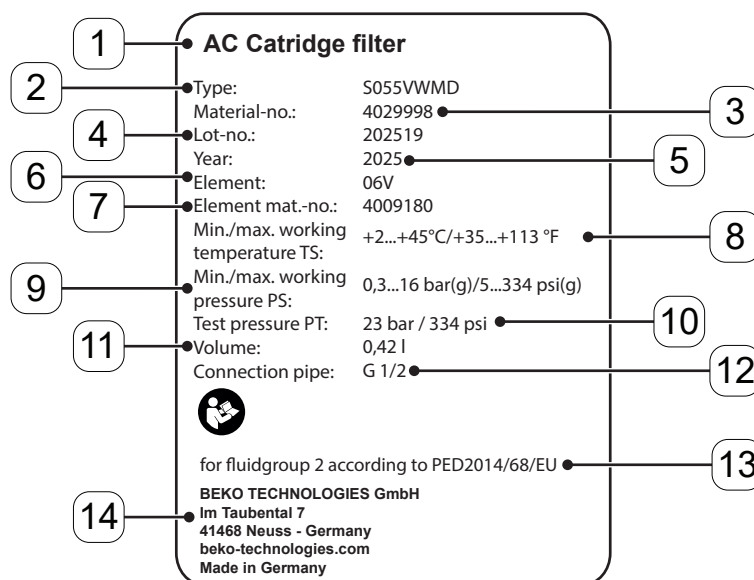 1 AC Catridge filter
2 Type: S055VWMD
Material-no.: 4029998 3
4 Lot-no.: 202519
Year: 2025 5
6 Element: 06V
7 Element mat.-no.: 4009180
Min./max. working
temperature TS: +2...+45°C/+35...+113 °F 8
9 Min./max. working
pressure PS: 0,3...16 bar(g)/5...334 psi(g)
Test pressure PT: 23 bar / 334 psi 10
11 Volume: 0,42 l
Connection pipe: G 1/2 12
for fluidgroup 2 according to PED2014/68/EU 13
BEKO TECHNOLOGIES GmbH
14 Im Taubental 7
41468 Neuss - Germany
beko-technologies.com
Made in Germany